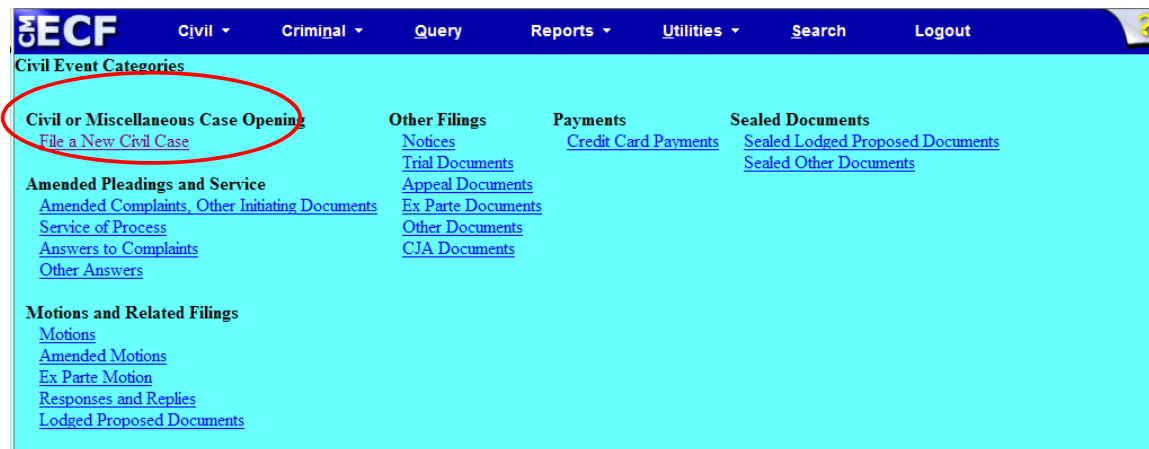 CM ECF Civil Criminal Query Reports Utilities Search Logout ?
Civil Event Categories
Civil or Miscellaneous Case Opening
File a New Civil Case
Amended Pleadings and Service
Amended Complaints, Other Initiating Documents
Service of Process
Answers to Complaints
Other Answers
Motions and Related Filings
Motions
Amended Motions
Ex Parte Motion
Responses and Replies
Lodged Proposed Documents
Other Filings
Notices
Trial Documents
Appeal Documents
Ex Parte Documents
Other Documents
CJA Documents
Payments
Credit Card Payments
Sealed Documents
Sealed Lodged Proposed Documents
Sealed Other Documents